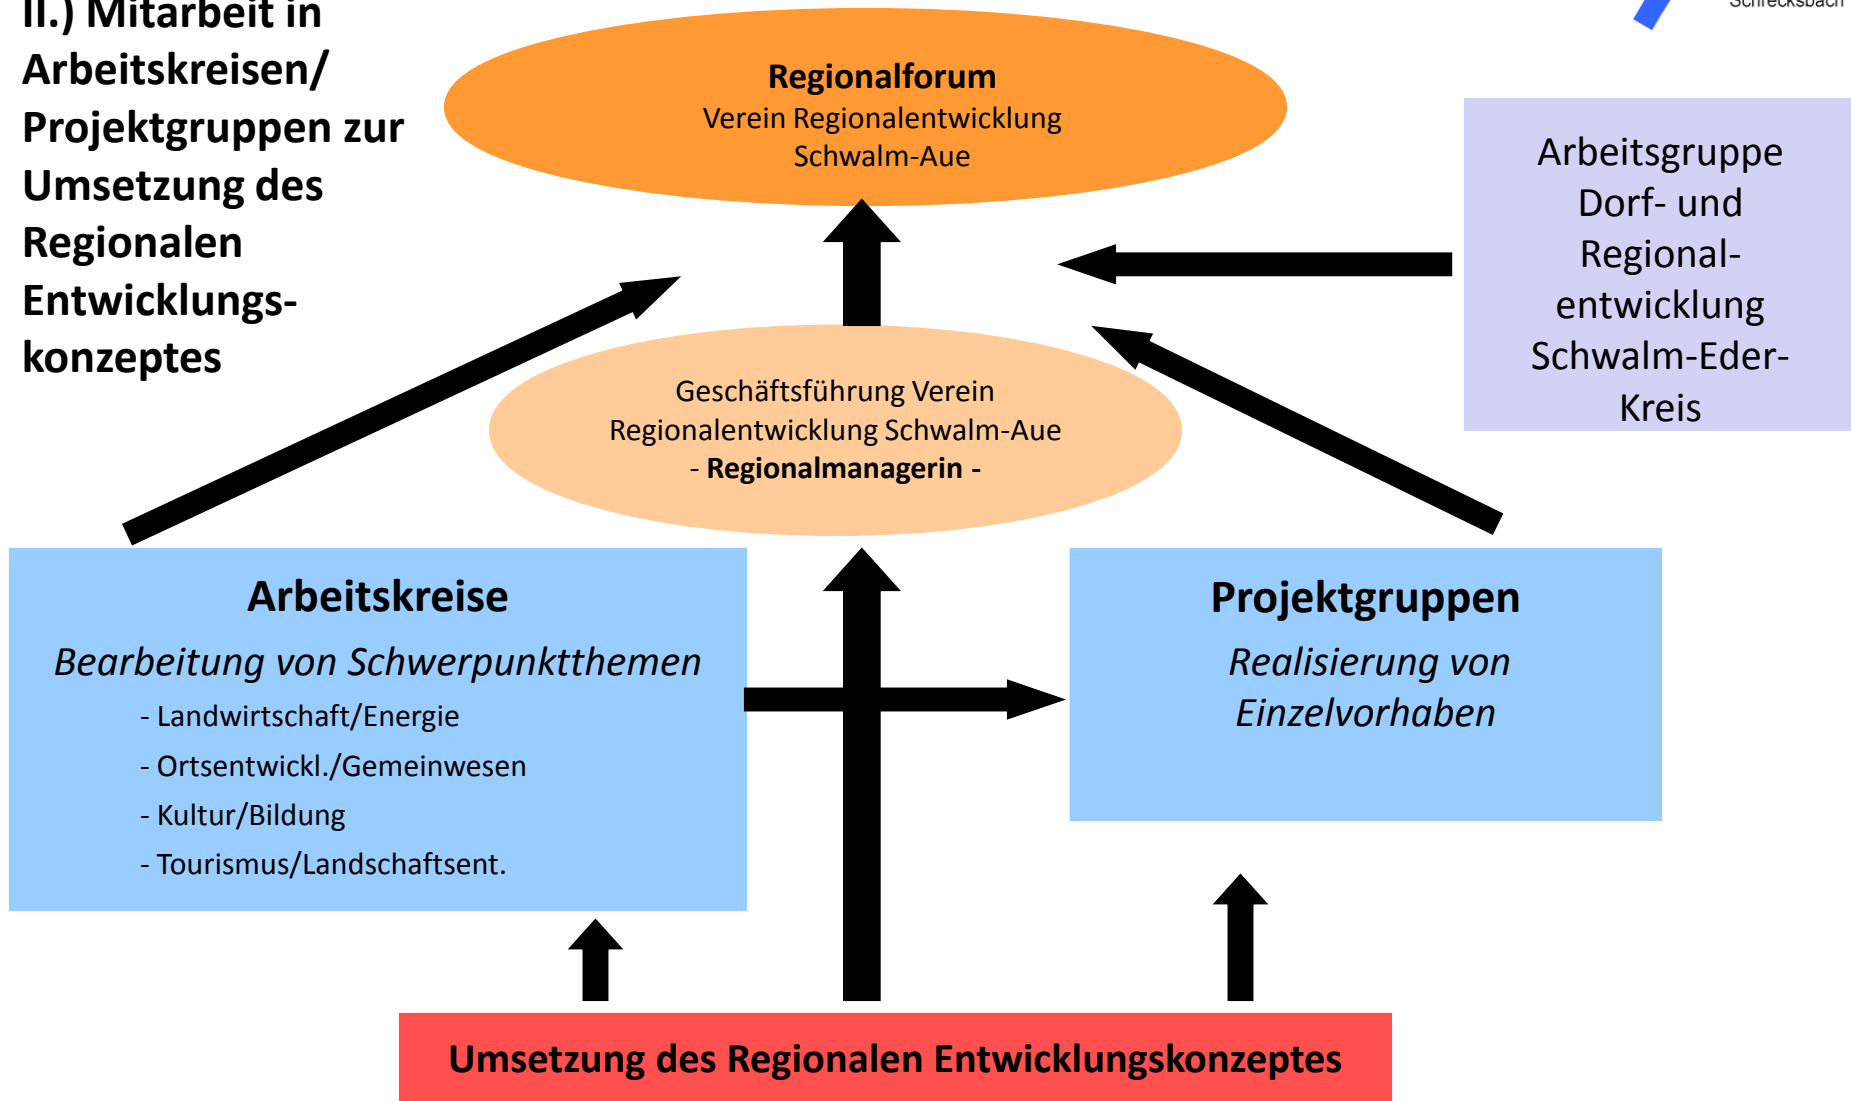 II.) Mitarbeit in
Arbeitskreisen/
Projektgruppen zur
Umsetzung des
Regionalen
Entwicklungs-
konzeptes
Schrecksbach
Regionalforum
Verein Regionalentwicklung
Schwalm-Aue
Arbeitsgruppe
Dorf- und
Regional-
entwicklung
Schwalm-Eder-
Kreis
Geschäftsführung Verein
Regionalentwicklung Schwalm-Aue
- Regionalmanagerin -
Arbeitskreise
Bearbeitung von Schwerpunktthemen
- Landwirtschaft/Energie
- Ortsentwickl./Gemeinwesen
- Kultur/Bildung
- Tourismus/Landschaftsent.
Projektgruppen
Realisierung von
Einzelvorhaben
Umsetzung des Regionalen Entwicklungskonzeptes